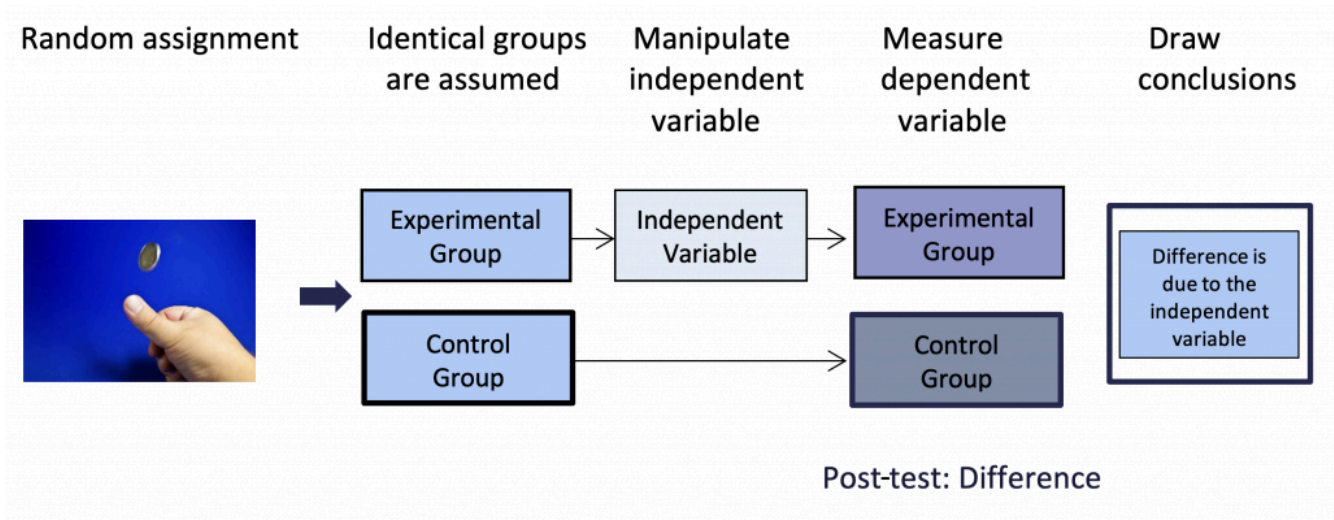 Random assignment
Identical groups
are assumed
Manipulate
independent
variable
Measure
dependent
variable
Draw
conclusions
Experimental
Group
Independent
Variable
Experimental
Group
Control
Group
Control
Group
Difference is
due to the
independent
variable
Post-test: Difference